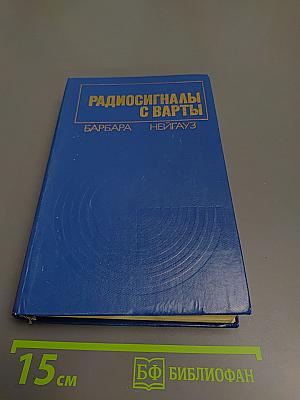 РАДИОСИГНАЛЫ
С ВАРТЫ
БАРБАРА НЕЙГАУЗ
15 см
БФ БИБЛИОФАН